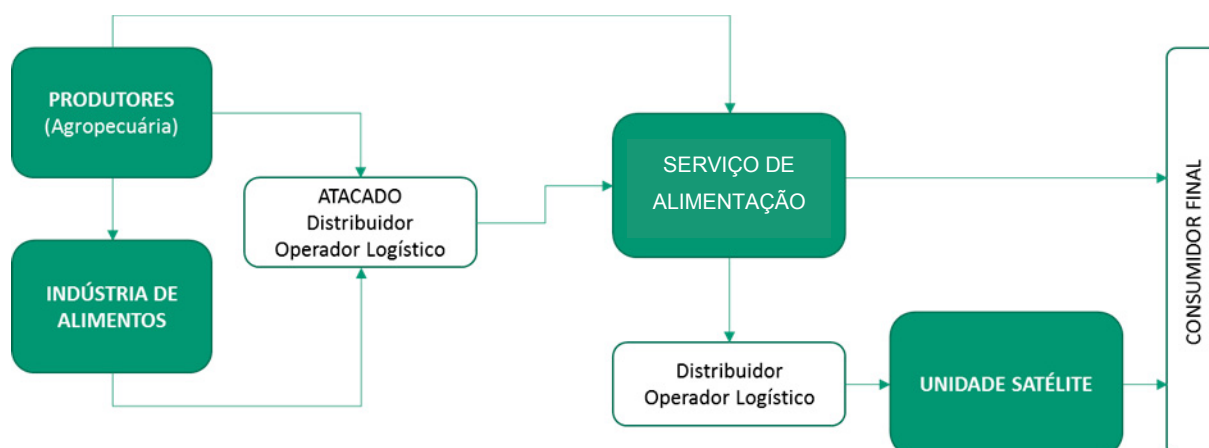 PRODUTORES
(Agropecuária)
ATACADO
Distribuidor
Operador Logístico
INDÚSTRIA DE
ALIMENTOS
SERVIÇO DE
ALIMENTAÇÃO
Distribuidor
Operador Logístico
UNIDADE SATÉLITE
CONSUMIDOR FINAL